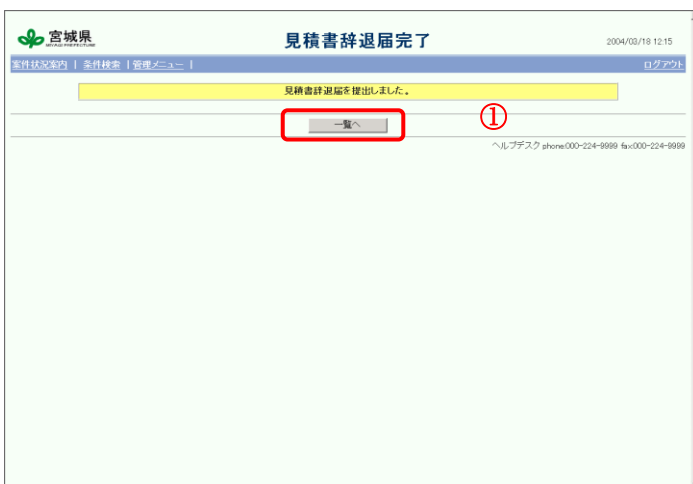 宮城県
MIYAGI PREFECTURE
見積書辞退届完了
2004/03/18 12:15
案件状況案内 | 条件検索 | 管理メニュー |
ログアウト
見積書辞退届を提出しました。
一覧へ
①
ヘルプデスク phone:000-224-9999 fax:000-224-9999